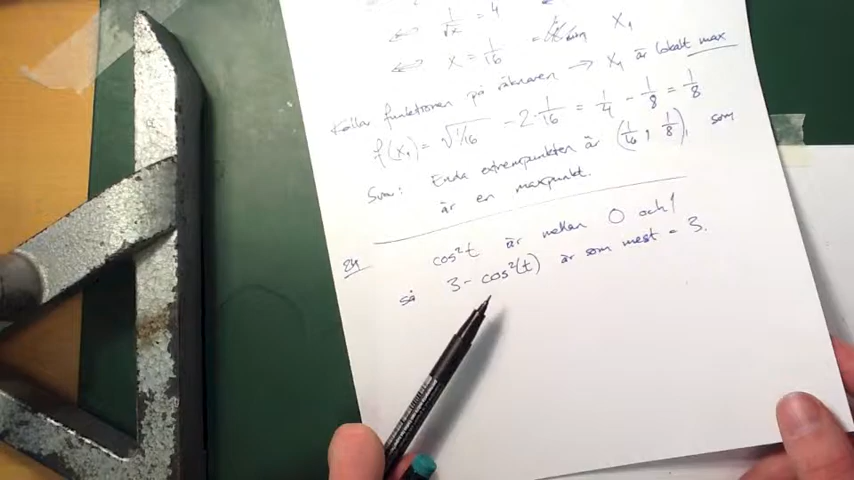 ⇐ 1/√x = 4
⇐ x = 1/16 = x₁
Kollar funktionen på räknaren → x₁ är lokalt max
f(x₁) = √(1/16) - 2·1/16 = 1/4 - 1/8 = 1/8
Svar: Enda extrempunkten är (1/16, 1/8), som
är en maxpunkt.
cos²t är mellan 0 och 1
så 3 - cos²(t) är som mest = 3.